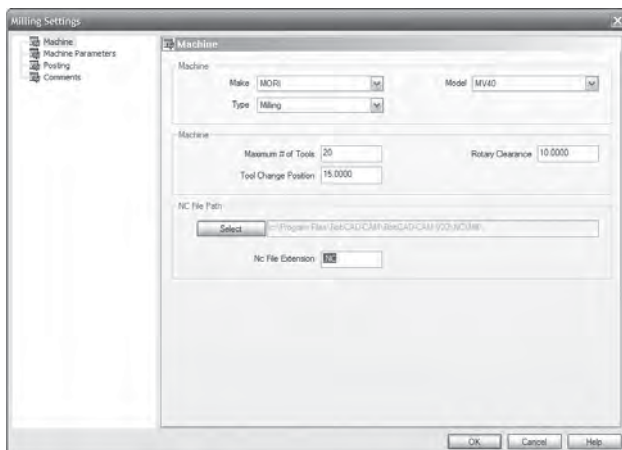 Milling Settings
Machine
Machine Parameters
Posting
Comments
Machine
Machine
Make MORI Model MV40
Type Milling
Machine
Maximum # of Tools 20 Rotary Clearance 10.0000
Tool Change Position 15.0000
NC File Path
Select
Nc File Extension .NC
OK Cancel Help